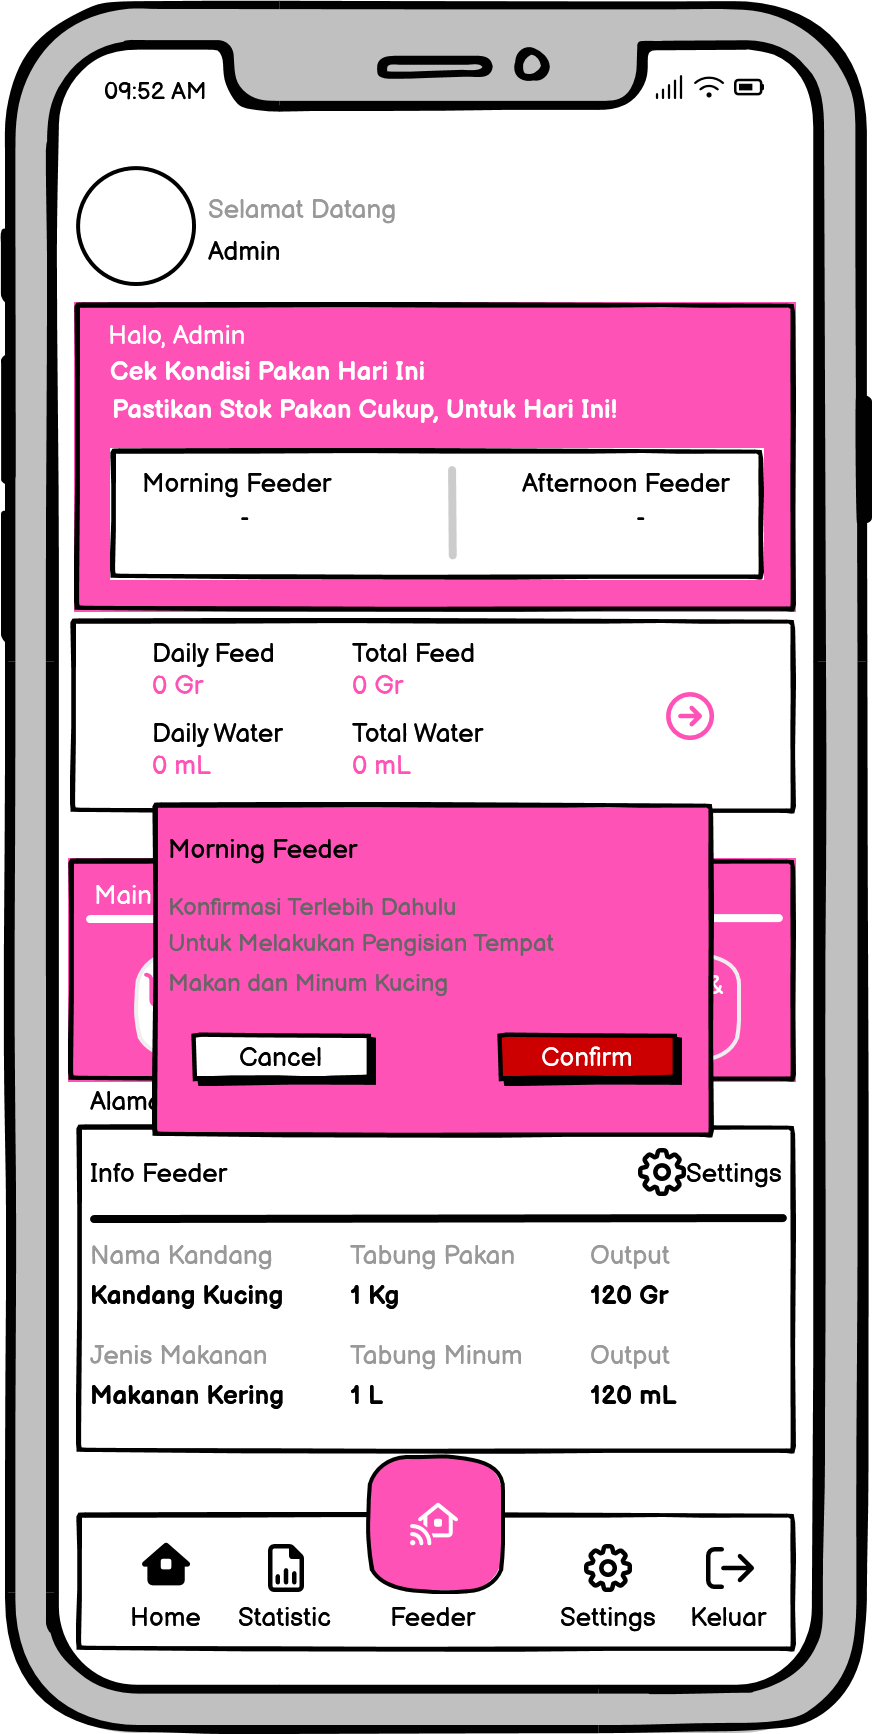 09:52 AM
Selamat Datang
Admin
Halo, Admin
Cek Kondisi Pakan Hari Ini
Pastikan Stok Pakan Cukup, Untuk Hari Ini!
Morning Feeder Afternoon Feeder
- -
Daily Feed Total Feed
0 Gr 0 Gr
Daily Water Total Water
0 mL 0 mL
Morning Feeder
Main
Konfirmasi Terlebih Dahulu
Untuk Melakukan Pengisian Tempat
Makan dan Minum Kucing
&
Cancel Confirm
Info Feeder Settings
Nama Kandang Tabung Pakan Output
Kandang Kucing 1 Kg 120 Gr
Jenis Makanan Tabung Minum Output
Makanan Kering 1 L 120 mL
Home Statistic Feeder Settings Keluar